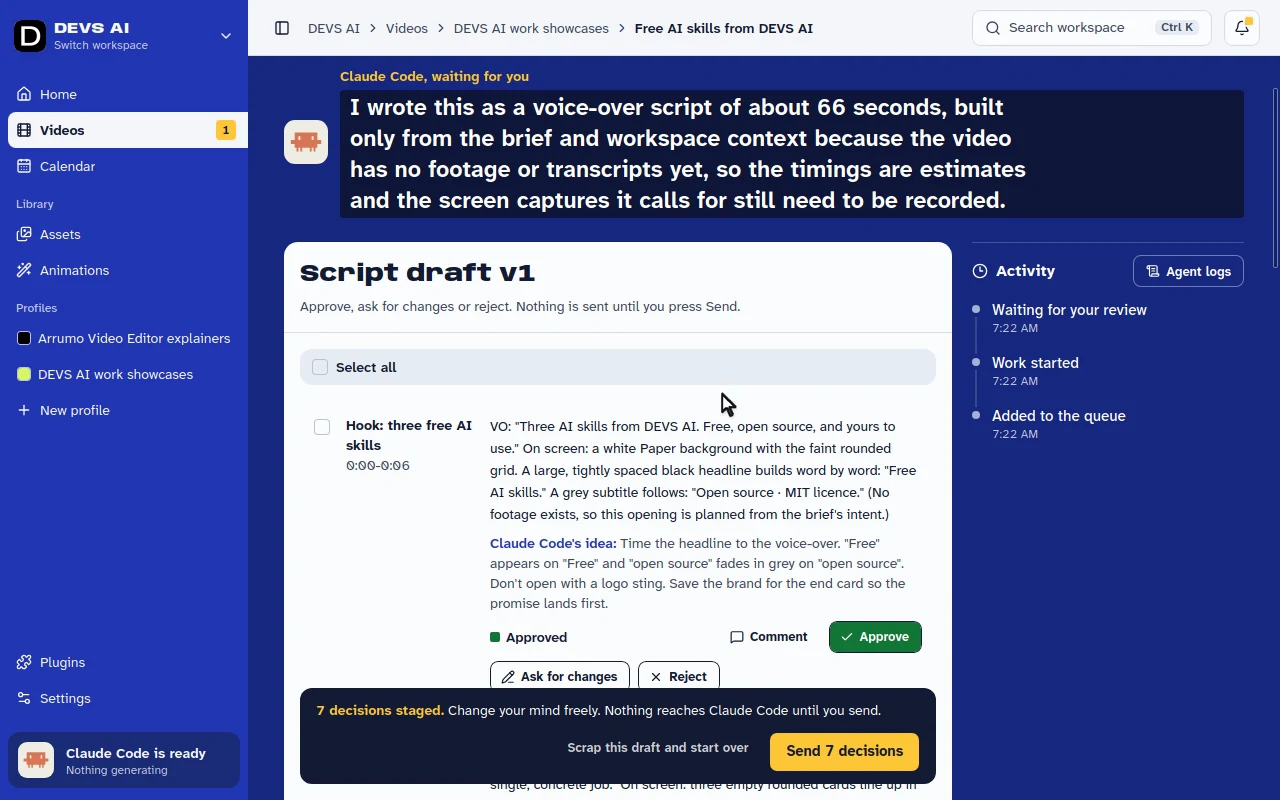 DEVS AI
Switch workspace
Home
Videos
1
Calendar
Library
Assets
Animations
Profiles
Arrumo Video Editor explainers
DEVS AI work showcases
New profile
Plugins
Settings
Claude Code is ready
Nothing generating
DEVS AI > Videos > DEVS AI work showcases > Free AI skills from DEVS AI
Search workspace
Ctrl K
Claude Code, waiting for you
I wrote this as a voice-over script of about 66 seconds, built
only from the brief and workspace context because the video
has no footage or transcripts yet, so the timings are estimates
and the screen captures it calls for still need to be recorded.
Script draft v1
Approve, ask for changes or reject. Nothing is sent until you press Send.
Select all
Hook: three free AI
skills
0:00-0:06
VO: "Three AI skills from DEVS AI. Free, open source, and yours to
use." On screen: a white Paper background with the faint rounded
grid. A large, tightly spaced black headline builds word by word: "Free
AI skills." A grey subtitle follows: "Open source · MIT licence." (No
footage exists, so this opening is planned from the brief's intent.)
Claude Code's idea: Time the headline to the voice-over. "Free"
appears on "Free" and "open source" fades in grey on "open source".
Don't open with a logo sting. Save the brand for the end card so the
promise lands first.
Approved
Comment
Approve
Ask for changes
Reject
7 decisions staged. Change your mind freely. Nothing reaches Claude Code until you send.
Scrap this draft and start over
Send 7 decisions
single, concrete job." On screen: three empty rounded cards line up in
Activity
Agent logs
Waiting for your review
7:22 AM
Work started
7:22 AM
Added to the queue
7:22 AM